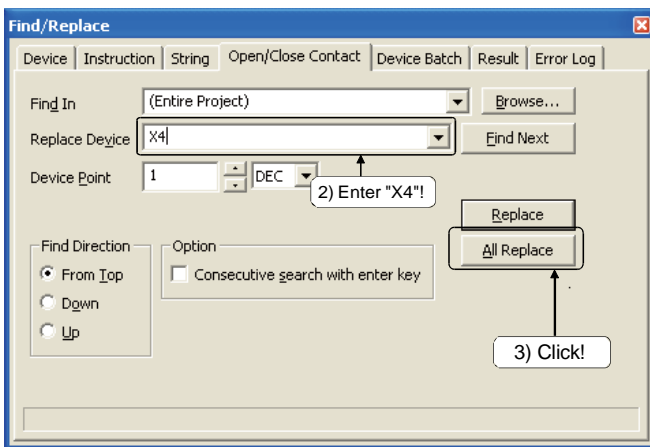 Find/Replace
Device Instruction String Open/Close Contact Device Batch Result Error Log
Find In (Entire Project) Browse...
Replace Device X4 Find Next
Device Point 1 DEC
2) Enter "X4"!
Replace
Find Direction Option All Replace
From Top Consecutive search with enter key
Down
Up
3) Click!